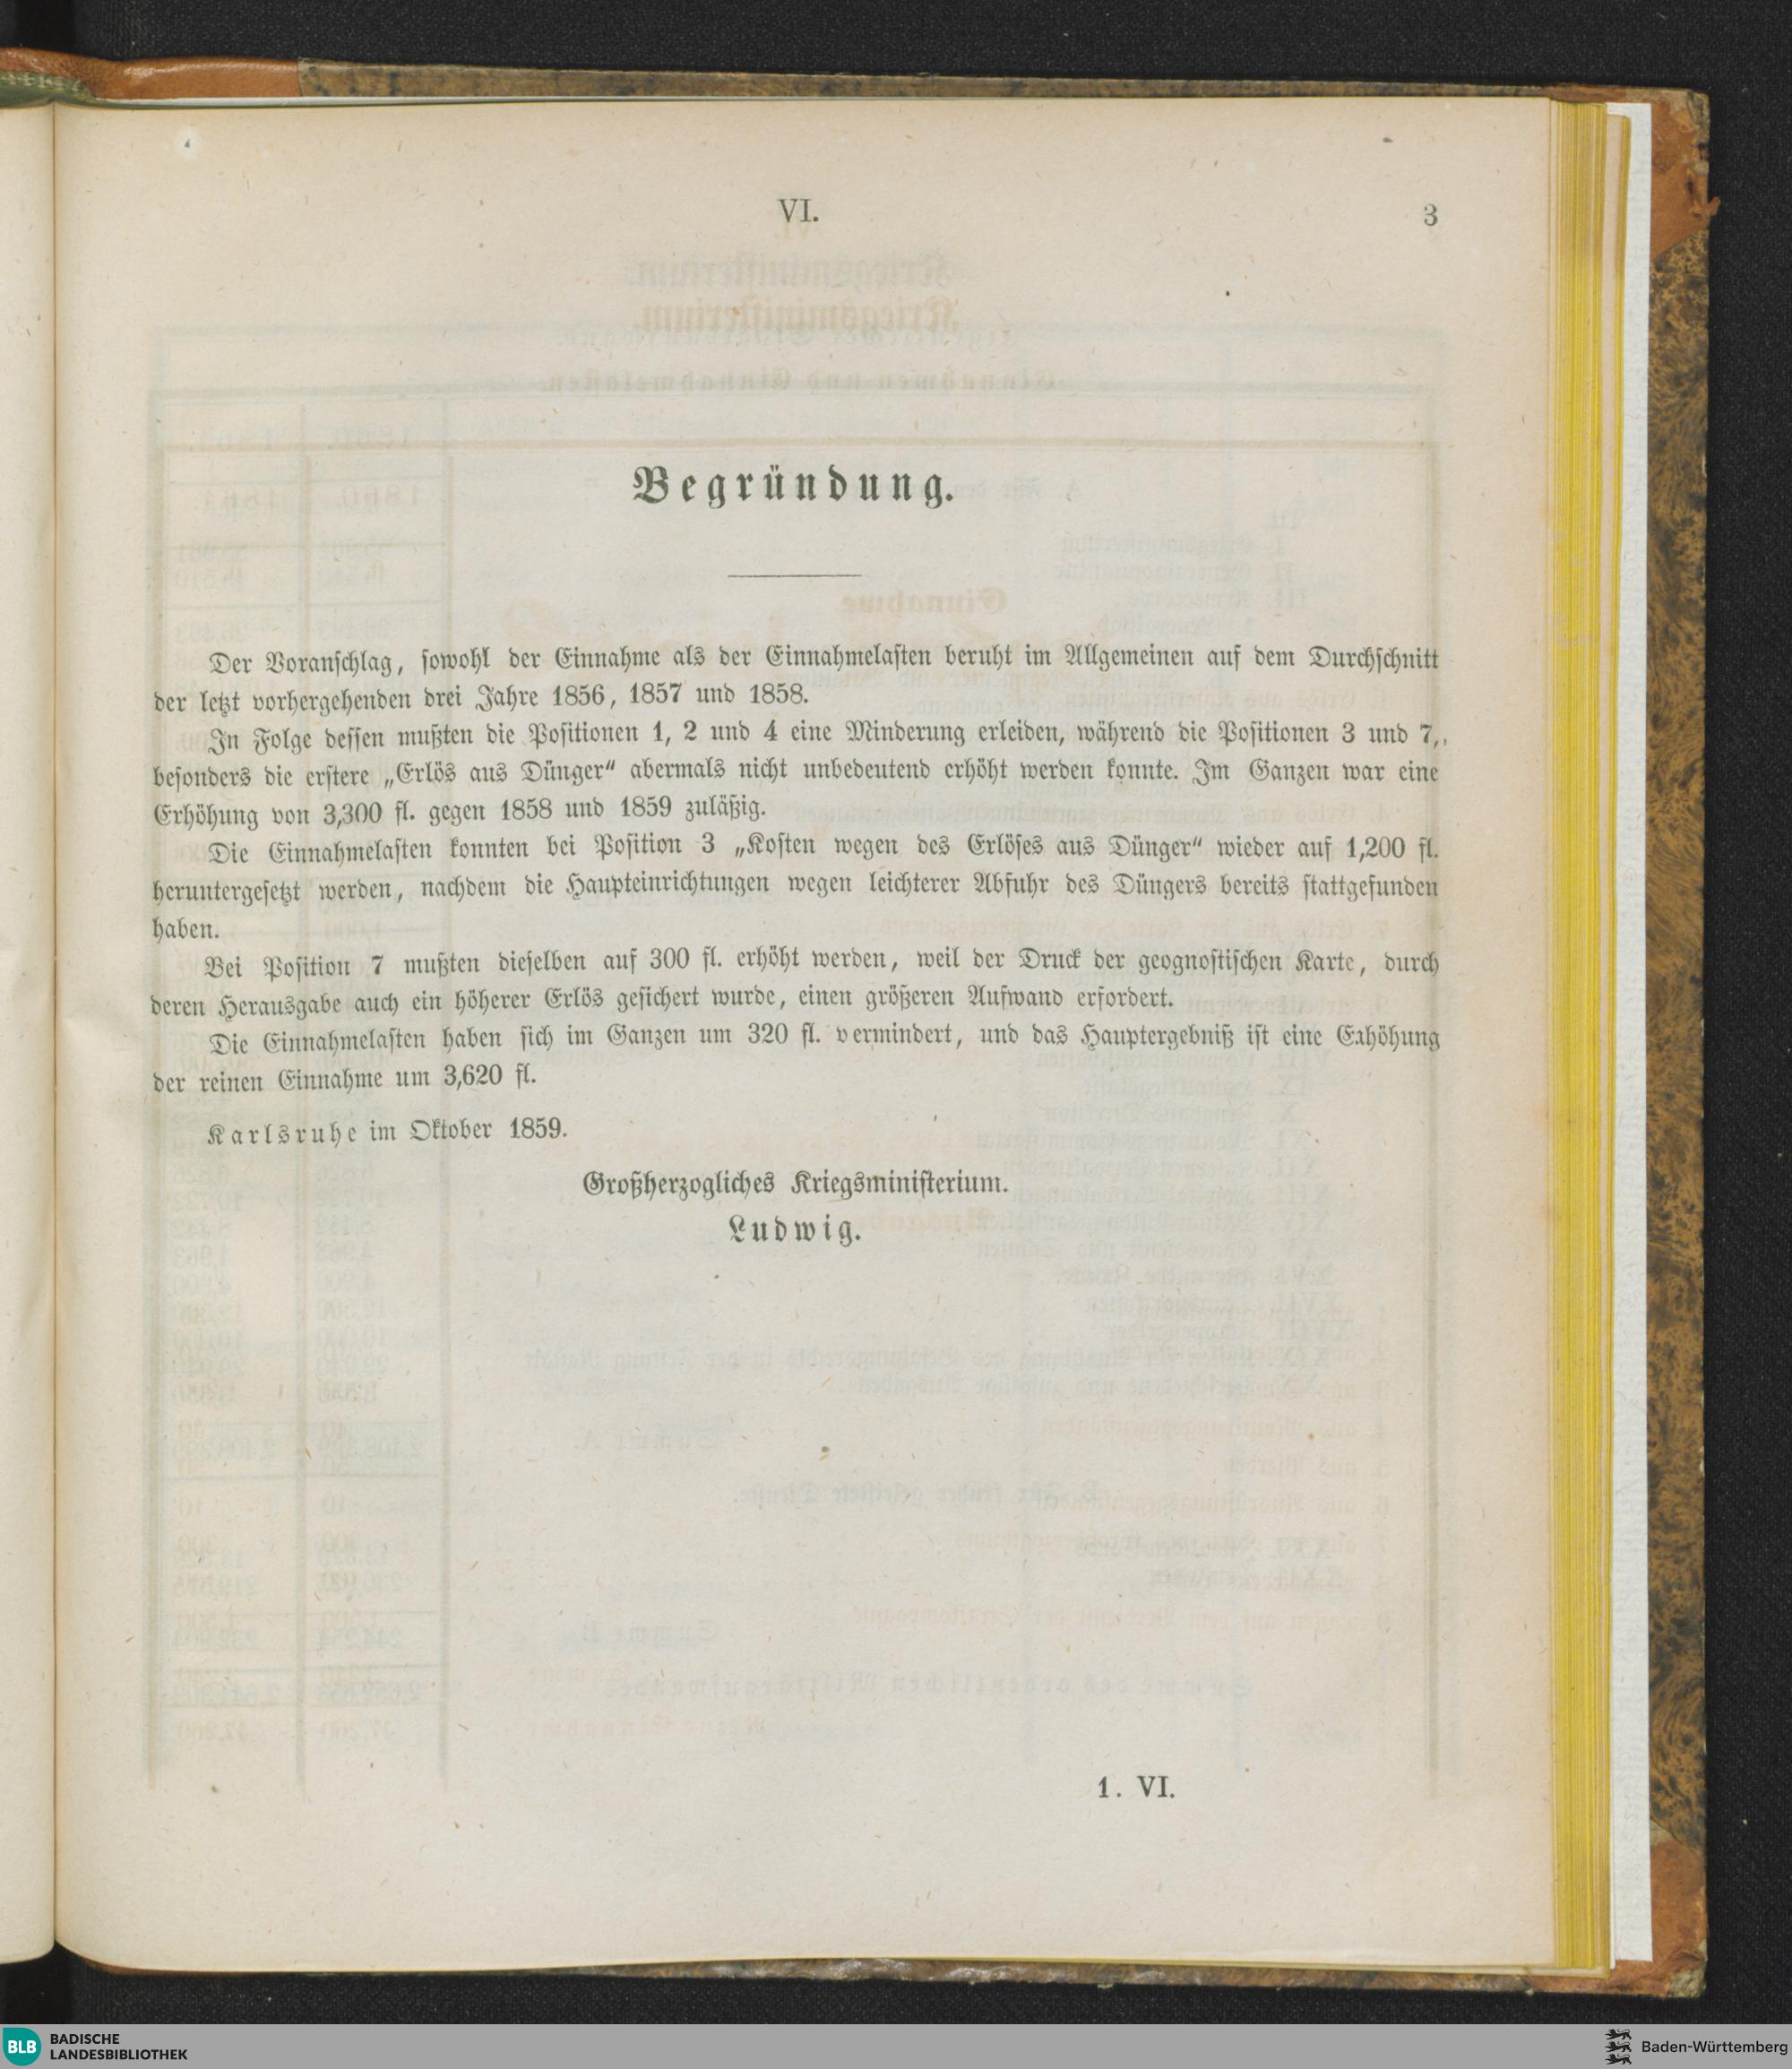 VI.
3
Begründung.
Der Voranſchlag, ſowohl der Einnahme als der Einnahmelaſten beruht im Allgemeinen auf dem Durchſchnitt
der letzt vorhergehenden drei Jahre 1856, 1857 und 1858.
In Folge deſſen mußten die Poſitionen 1, 2 und 4 eine Minderung erleiden, während die Poſitionen 3 und 7,
beſonders die erſtere „Erlös aus Dünger“ abermals nicht unbedeutend erhöht werden konnte. Im Ganzen war eine
Erhöhung von 3,300 fl. gegen 1858 und 1859 zuläßig.
Die Einnahmelaſten konnten bei Poſition 3 „Koſten wegen des Erlöſes aus Dünger“ wieder auf 1,200 fl.
heruntergeſetzt werden, nachdem die Haupteinrichtungen wegen leichterer Abfuhr des Düngers bereits ſtattgefunden
haben.
Bei Poſition 7 mußten dieſelben auf 300 fl. erhöht werden, weil der Druck der geognoſtiſchen Karte, durch
deren Herausgabe auch ein höherer Erlös geſichert wurde, einen größeren Aufwand erfordert.
Die Einnahmelaſten haben ſich im Ganzen um 320 fl. vermindert, und das Hauptergebniß iſt eine Erhöhung
der reinen Einnahme um 3,620 fl.
Karlsruhe im Oktober 1859.
Großherzogliches Kriegsminiſterium.
Ludwig.
1. VI.
BLB BADISCHE
LANDESBIBLIOTHEK
Baden-Württemberg